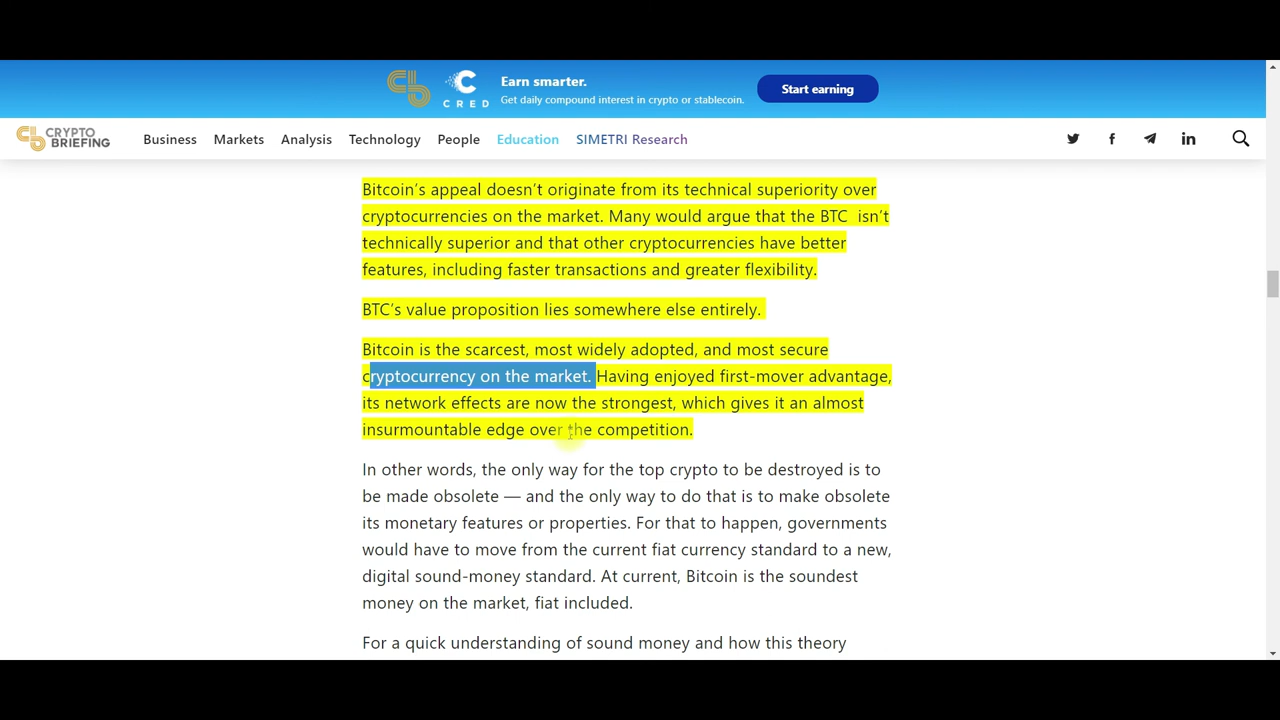 Earn smarter.
CRED
Get daily compound interest in crypto or stablecoin.
Start earning
CRYPTO
BRIEFING
Business Markets Analysis Technology People Education SIMETRI Research
Bitcoin’s appeal doesn’t originate from its technical superiority over
cryptocurrencies on the market. Many would argue that the BTC isn’t
technically superior and that other cryptocurrencies have better
features, including faster transactions and greater flexibility.
BTC’s value proposition lies somewhere else entirely.
Bitcoin is the scarcest, most widely adopted, and most secure
cryptocurrency on the market. Having enjoyed first-mover advantage,
its network effects are now the strongest, which gives it an almost
insurmountable edge over the competition.
In other words, the only way for the top crypto to be destroyed is to
be made obsolete — and the only way to do that is to make obsolete
its monetary features or properties. For that to happen, governments
would have to move from the current fiat currency standard to a new,
digital sound-money standard. At current, Bitcoin is the soundest
money on the market, fiat included.
For a quick understanding of sound money and how this theory